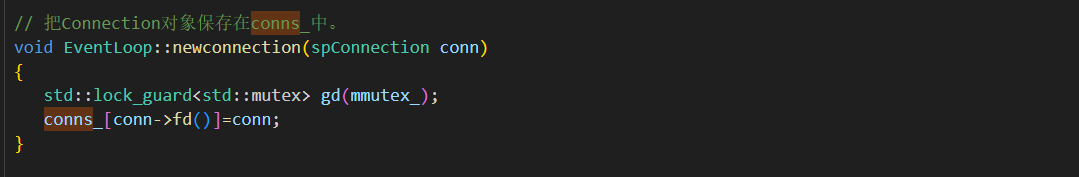 // 把Connection对象保存在conns_中。
void EventLoop::newconnection(spConnection conn)
{
std::lock_guard<std::mutex> gd(mmutex_);
conns_[conn->fd()]=conn;
}